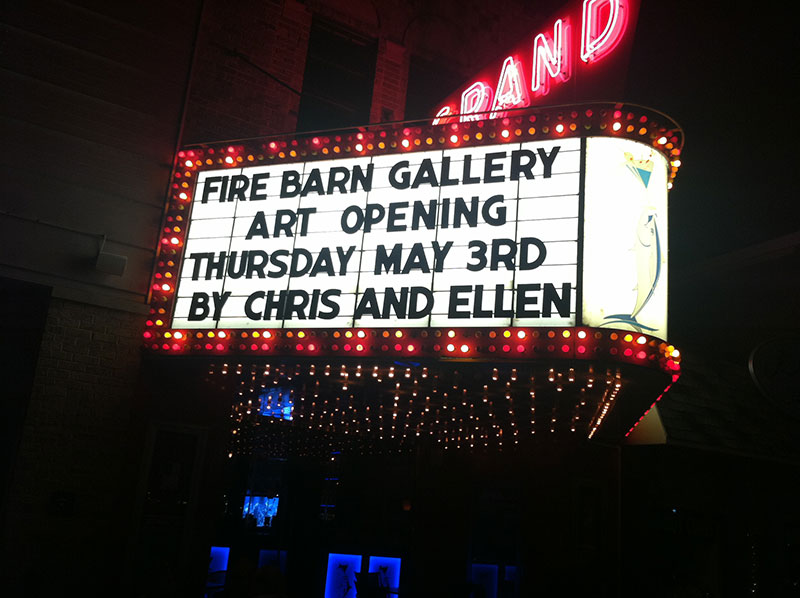 GRAND
FIRE BARN GALLERY
ART OPENING
THURSDAY MAY 3RD
BY CHRIS AND ELLEN